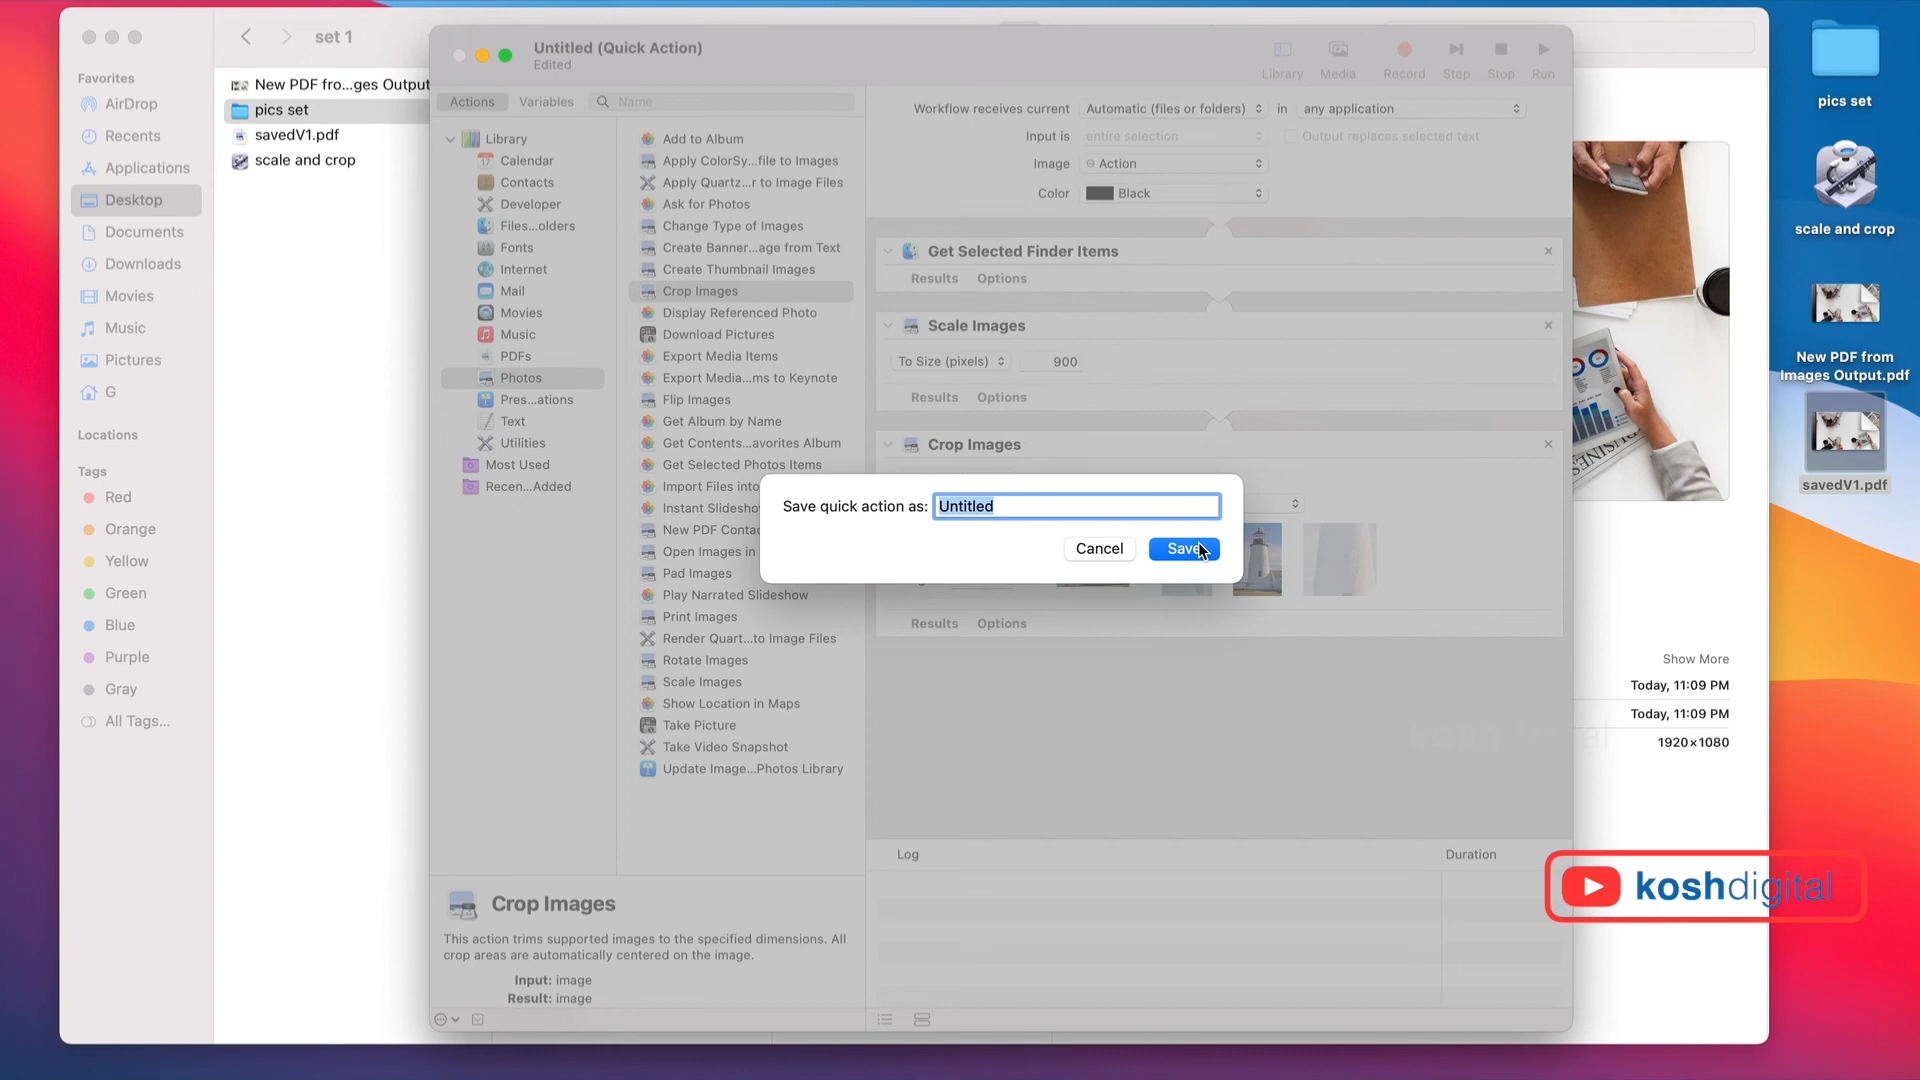 set 1
Favorites
AirDrop
Recents
Applications
Desktop
Documents
Downloads
Movies
Music
Pictures
G
Locations
Tags
Red
Orange
Yellow
Green
Blue
Purple
Gray
All Tags...
New PDF fro...ges Output
pics set
savedV1.pdf
scale and crop
Untitled (Quick Action)
Edited
Library
Media
Record
Step
Stop
Run
Actions
Variables
Name
Library
Calendar
Contacts
Developer
Files...olders
Fonts
Internet
Mail
Movies
Music
PDFs
Photos
Pres...ations
Text
Utilities
Most Used
Recen...Added
Add to Album
Apply ColorSy...file to Images
Apply Quartz...r to Image Files
Ask for Photos
Change Type of Images
Create Banner...age from Text
Create Thumbnail Images
Crop Images
Display Referenced Photo
Download Pictures
Export Media Items
Export Media...ms to Keynote
Flip Images
Get Album by Name
Get Contents...avorites Album
Get Selected Photos Items
Import Files into
Instant Slidesho
New PDF Conta
Open Images in
Pad Images
Play Narrated Slideshow
Print Images
Render Quart...to Image Files
Rotate Images
Scale Images
Show Location in Maps
Take Picture
Take Video Snapshot
Update Image...Photos Library
Workflow receives current Automatic (files or folders) in any application
Input is entire selection Output replaces selected text
Image Action
Color Black
Get Selected Finder Items
Results Options
Scale Images
To Size (pixels) 900
Results Options
Crop Images
Results Options
Save quick action as: Untitled
Cancel Save
Log Duration
Crop Images
This action trims supported images to the specified dimensions. All
crop areas are automatically centered on the image.
Input: image
Result: image
BUSINES
Show More
Today, 11:09 PM
Today, 11:09 PM
1920×1080
pics set
scale and crop
New PDF from
Images Output.pdf
savedV1.pdf
koshdigital